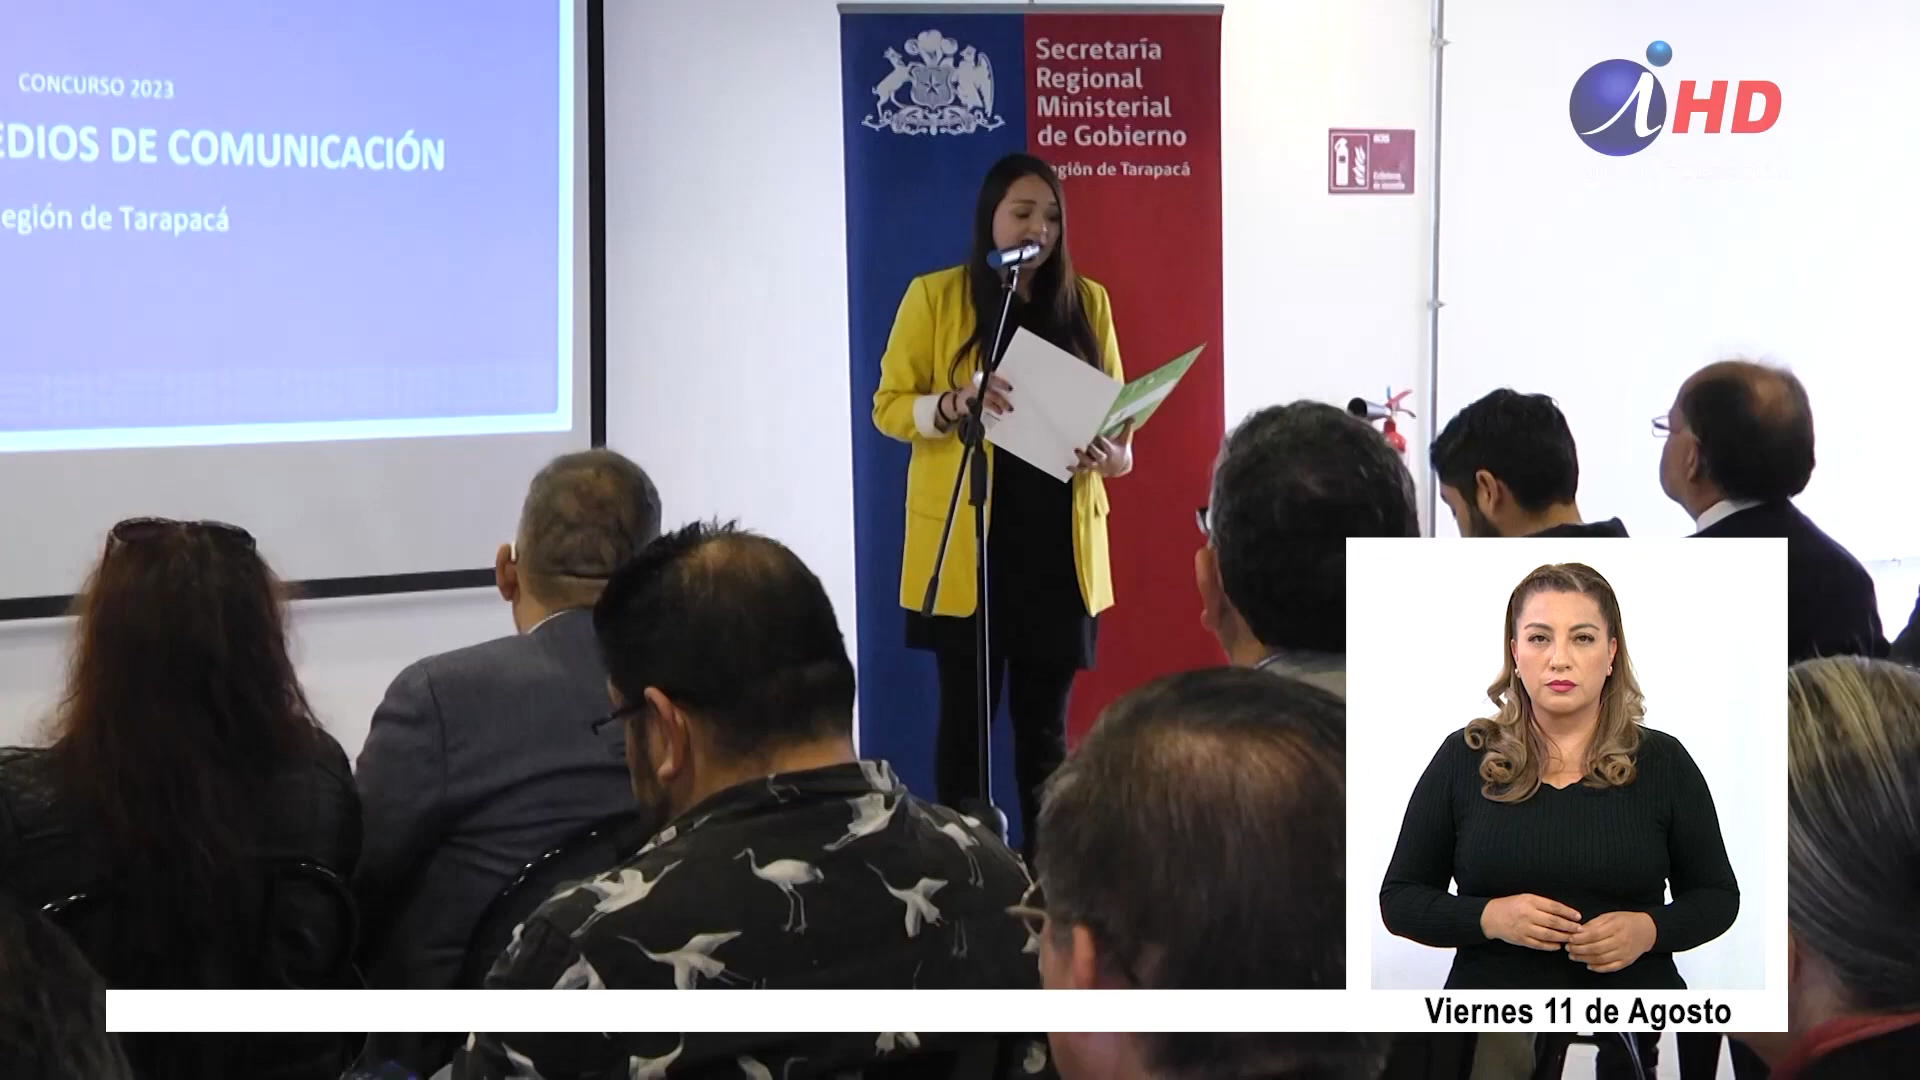 CONCURSO 2023
EDIOS DE COMUNICACIÓN
egión de Tarapacá
Secretaría
Regional
Ministerial
de Gobierno
egión de Tarapacá
HD
Viernes 11 de Agosto